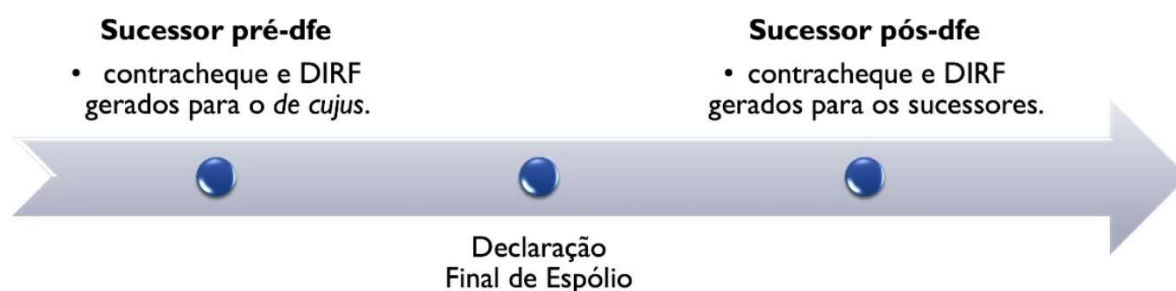 Sucessor pré-dfe
• contracheque e DIRF
gerados para o de cujus.
Sucessor pós-dfe
• contracheque e DIRF
gerados para os sucessores.
Declaração
Final de Espólio